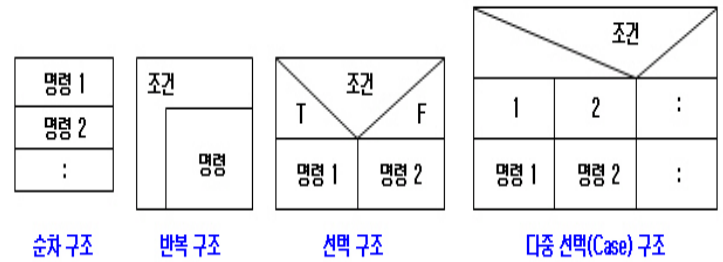 명령 1
명령 2
:
순차 구조
조건
명령
반복 구조
조건
T F
명령 1 명령 2
선택 구조
조건
1 2 :
명령 1 명령 2 :
다중 선택(Case) 구조